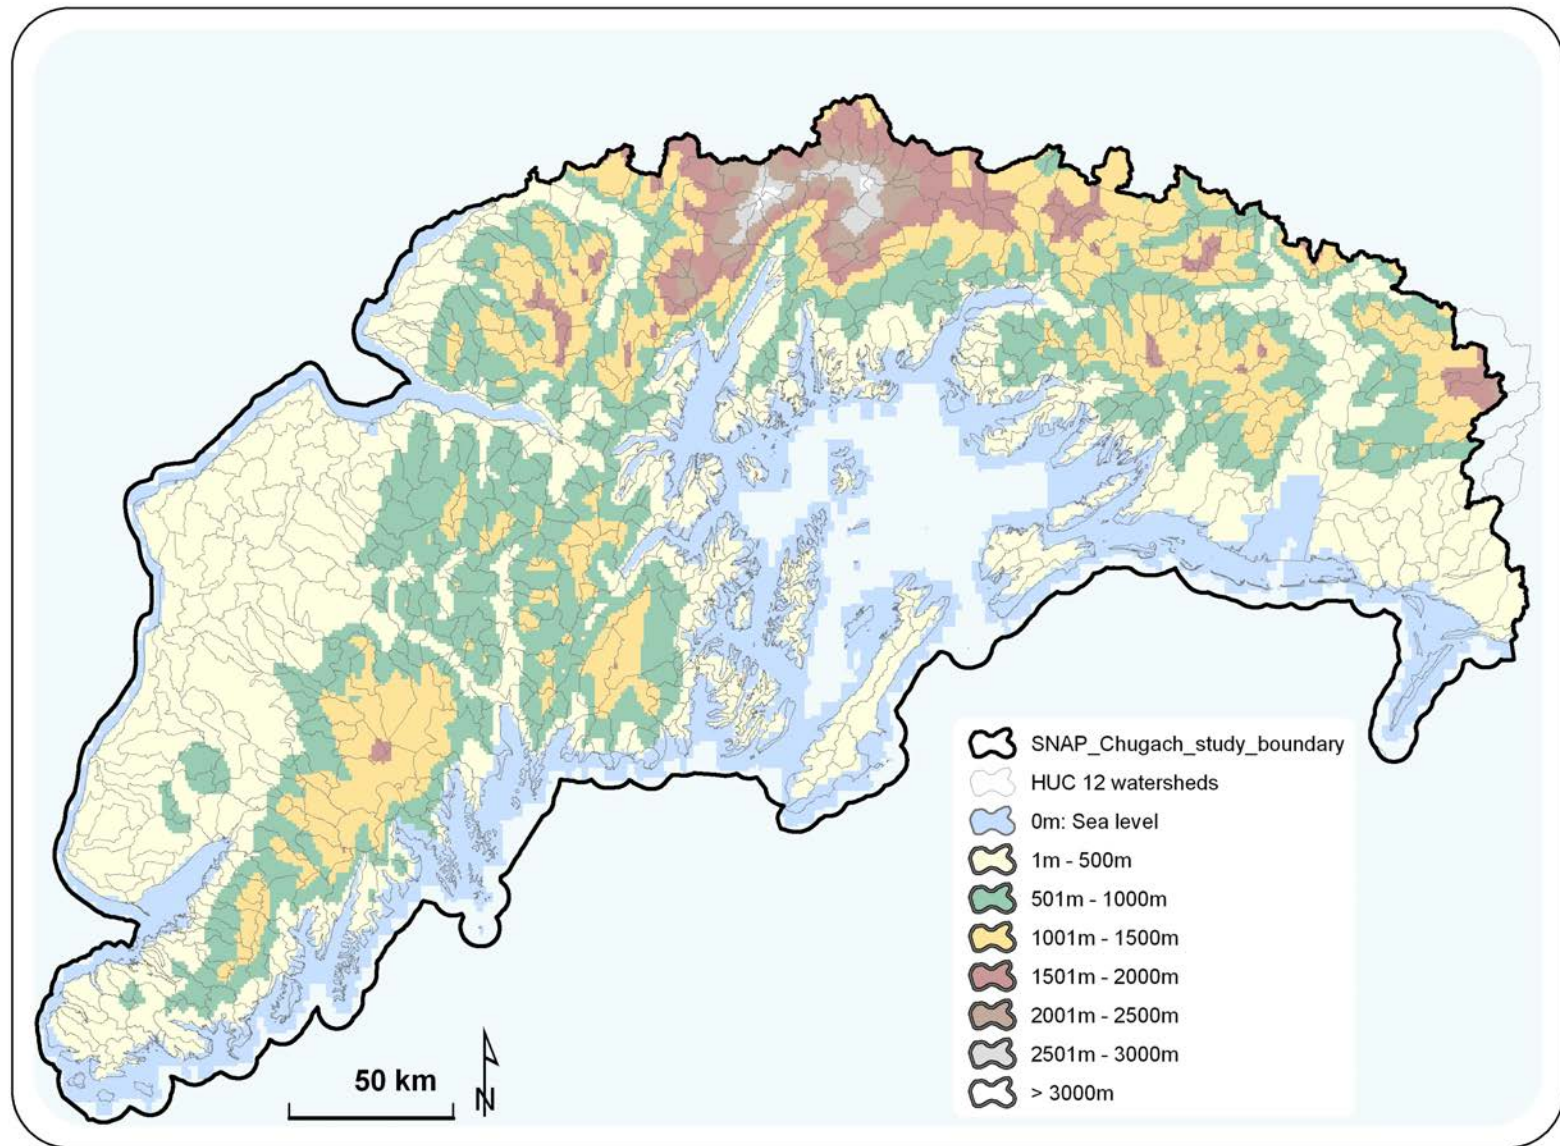 SNAP_Chugach_study_boundary
HUC 12 watersheds
0m: Sea level
1m - 500m
501m - 1000m
1001m - 1500m
1501m - 2000m
2001m - 2500m
2501m - 3000m
> 3000m
50 km
N